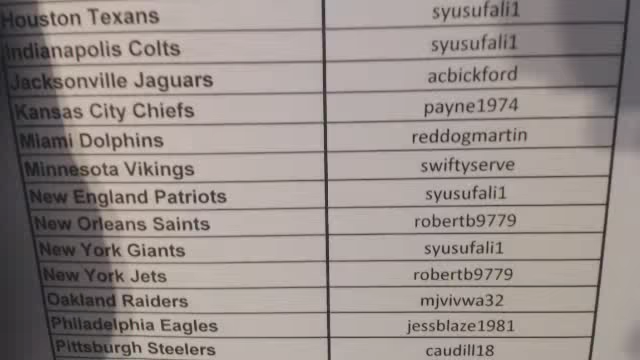 Houston Texans syusufali1
Indianapolis Colts syusufali1
Jacksonville Jaguars acbickford
Kansas City Chiefs payne1974
Miami Dolphins reddogmartin
Minnesota Vikings swiftyserve
New England Patriots syusufali1
New Orleans Saints robertb9779
New York Giants syusufali1
New York Jets robertb9779
Oakland Raiders mjvivwa32
Philadelphia Eagles jessblaze1981
Pittsburgh Steelers caudill18